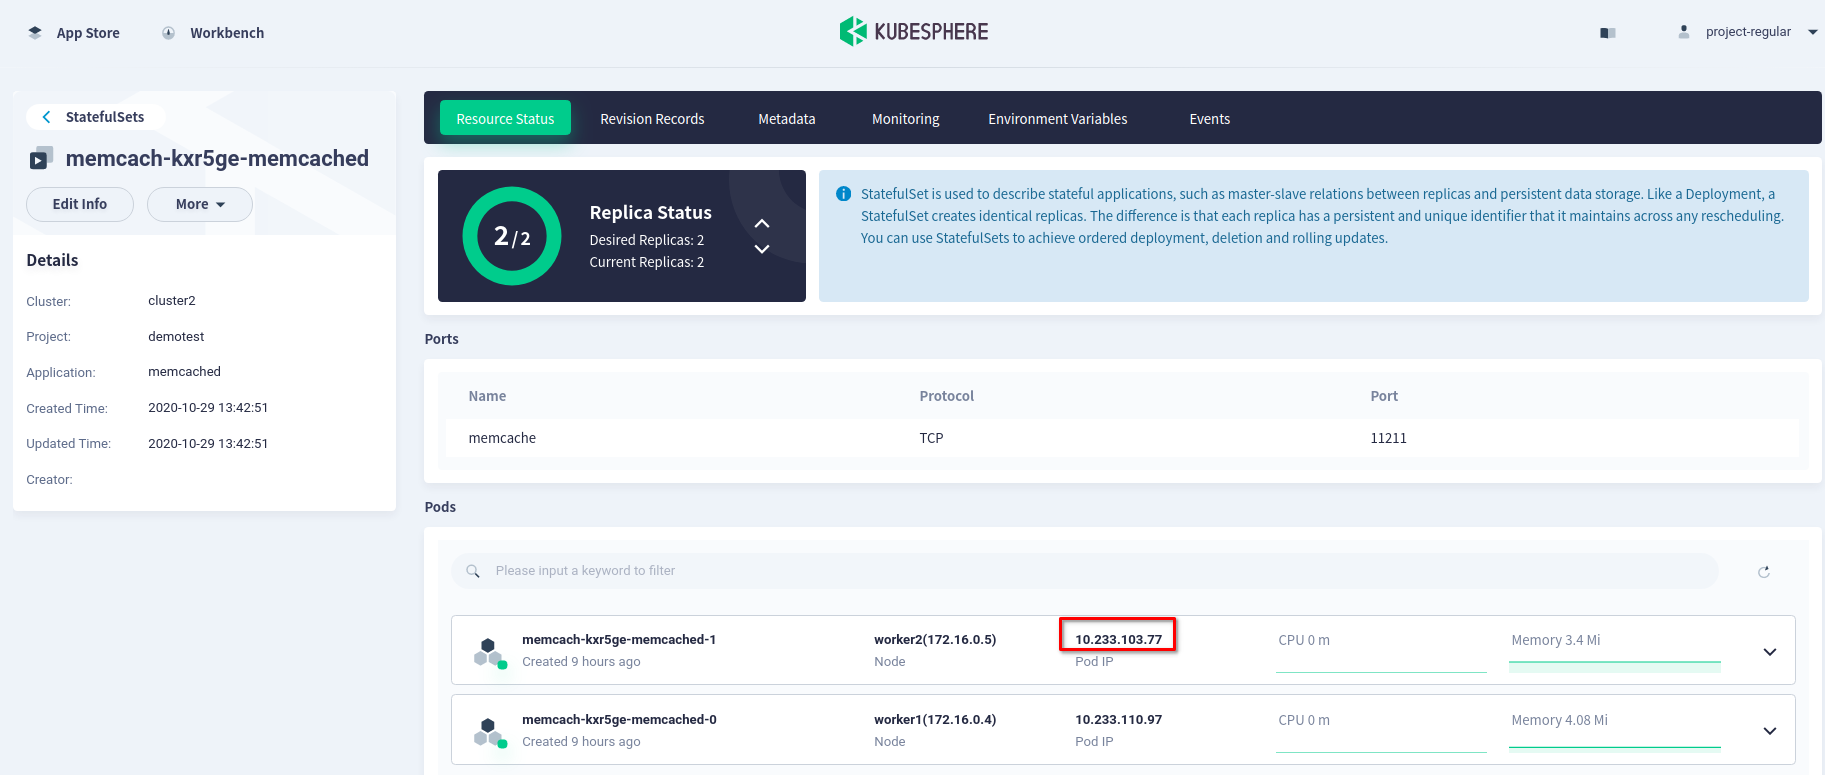 App Store
Workbench
KUBESPHERE
project-regular
StatefulSets
memcach-kxr5ge-memcached
Edit Info
More
Details
Cluster: cluster2
Project: demotest
Application: memcached
Created Time: 2020-10-29 13:42:51
Updated Time: 2020-10-29 13:42:51
Creator:
Resource Status Revision Records Metadata Monitoring Environment Variables Events
2/2
Replica Status
Desired Replicas: 2
Current Replicas: 2
StatefulSet is used to describe stateful applications, such as master-slave relations between replicas and persistent data storage. Like a Deployment, a
StatefulSet creates identical replicas. The difference is that each replica has a persistent and unique identifier that it maintains across any rescheduling.
You can use StatefulSets to achieve ordered deployment, deletion and rolling updates.
Ports
Name Protocol Port
memcache TCP 11211
Pods
Please input a keyword to filter
memcach-kxr5ge-memcached-1 worker2(172.16.0.5) 10.233.103.77 CPU 0 m Memory 3.4 Mi
Created 9 hours ago Node Pod IP
memcach-kxr5ge-memcached-0 worker1(172.16.0.4) 10.233.110.97 CPU 0 m Memory 4.08 Mi
Created 9 hours ago Node Pod IP